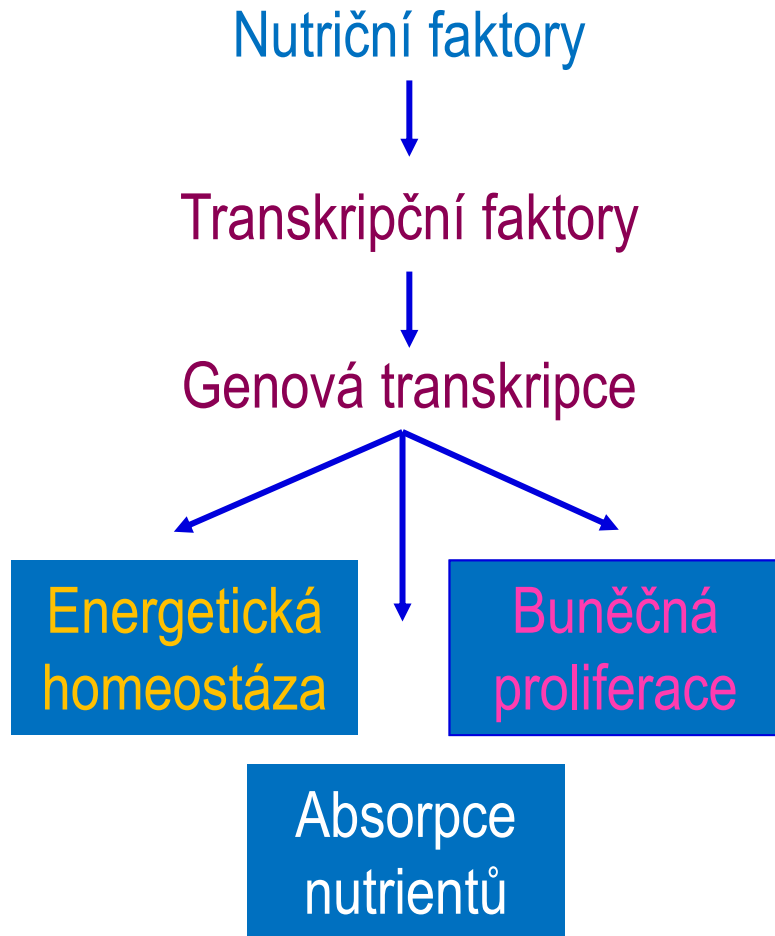 Nutriční faktory
Transkripční faktory
Genová transkripce
Energetická
homeostáza
Buněčná
proliferace
Absorpce
nutrientů